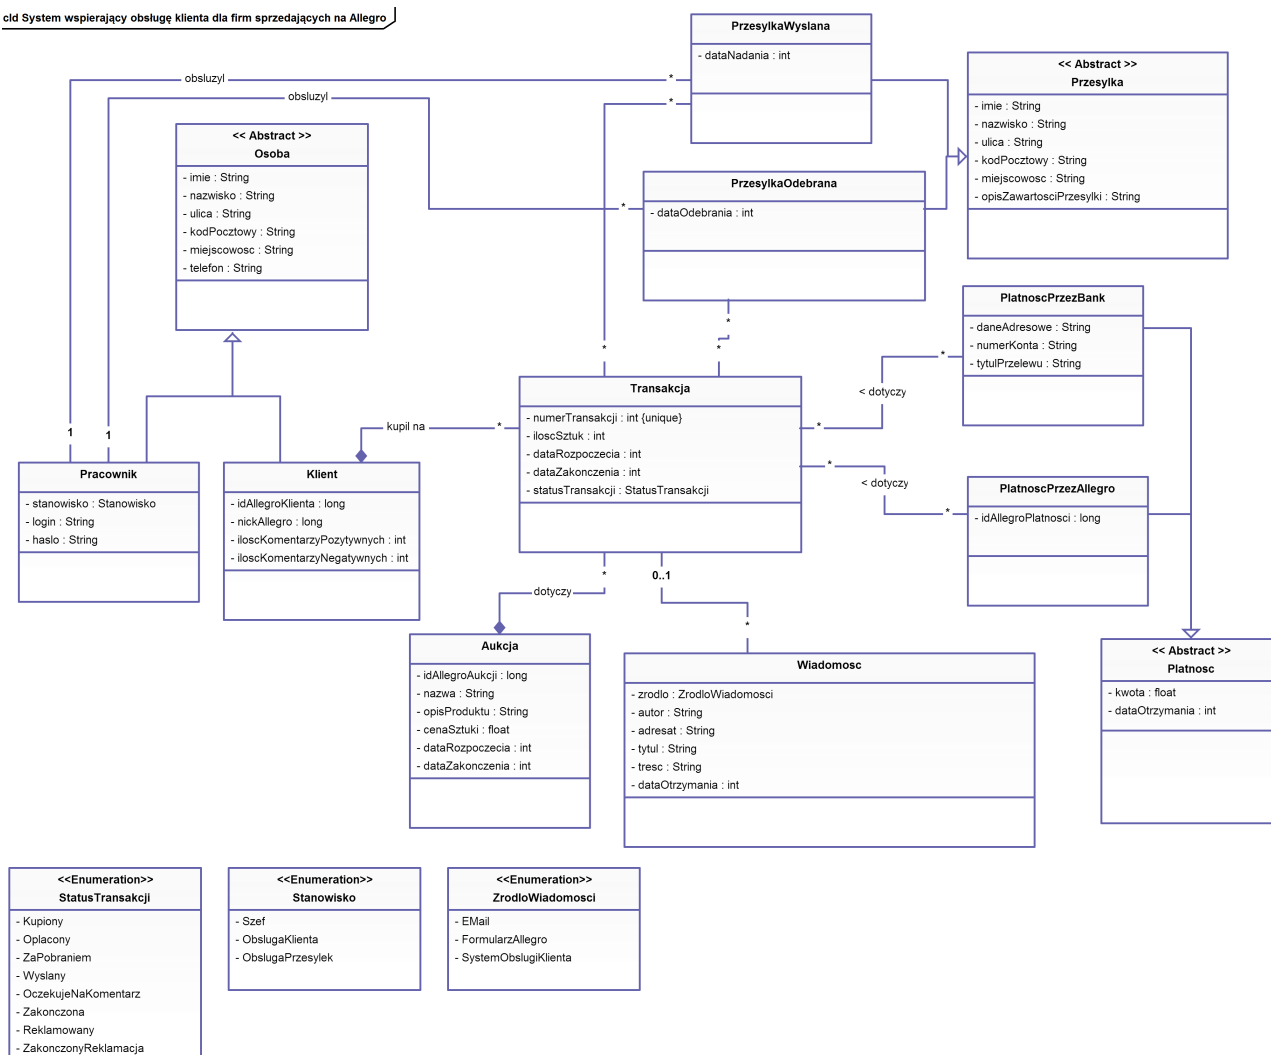 cld System wspierający obsługę klienta dla firm sprzedających na Allegro
PrzesylkaWyslana
- dataNadania : int
<< Abstract >>
Przesylka
- imie : String
- nazwisko : String
- ulica : String
- kodPocztowy : String
- miejscowosc : String
- opisZawartosciPrzesylki : String
obsluzyl
*
obsluzyl
*
<< Abstract >>
Osoba
- imie : String
- nazwisko : String
- ulica : String
- kodPocztowy : String
- miejscowosc : String
- telefon : String
PrzesylkaOdebrana
- dataOdebrania : int
*
*
*
*
PlatnoscPrzezBank
- daneAdresowe : String
- numerKonta : String
- tytulPrzelewu : String
*
< dotyczy
*
Transakcja
- numerTransakcji : int {unique}
- iloscSztuk : int
- dataRozpoczecia : int
- dataZakonczenia : int
- statusTransakcji : StatusTransakcji
1
1
kupil na
*
Pracownik
- stanowisko : Stanowisko
- login : String
- haslo : String
Klient
- idAllegroKlienta : long
- nickAllegro : long
- iloscKomentarzyPozytywnych : int
- iloscKomentarzyNegatywnych : int
*
< dotyczy
*
PlatnoscPrzezAllegro
- idAllegroPlatnosci : long
*
dotyczy
0..1
*
Aukcja
- idAllegroAukcji : long
- nazwa : String
- opisProduktu : String
- cenaSztuki : float
- dataRozpoczecia : int
- dataZakonczenia : int
Wiadomosc
- zrodlo : ZrodloWiadomosci
- autor : String
- adresat : String
- tytul : String
- tresc : String
- dataOtrzymania : int
<< Abstract >>
Platnosc
- kwota : float
- dataOtrzymania : int
<<Enumeration>>
StatusTransakcji
- Kupiony
- Oplacony
- ZaPobraniem
- Wyslany
- OczekujeNaKomentarz
- Zakonczona
- Reklamowany
- ZakonczonyReklamacja
<<Enumeration>>
Stanowisko
- Szef
- ObslugaKlienta
- ObslugaPrzesylek
<<Enumeration>>
ZrodloWiadomosci
- EMail
- FormularzAllegro
- SystemObslugiKlienta